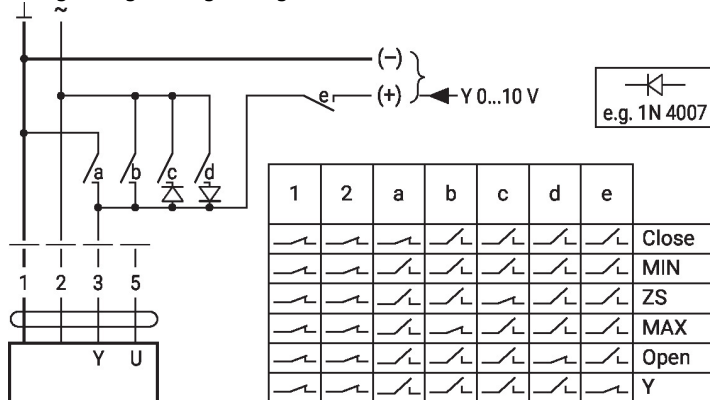 ~
(–)
e (+) Y 0...10 V
e.g. 1N 4007
a b c d
1 2 a b c d e
Close
MIN
ZS
MAX
Open
Y
1 2 3 5
Y U